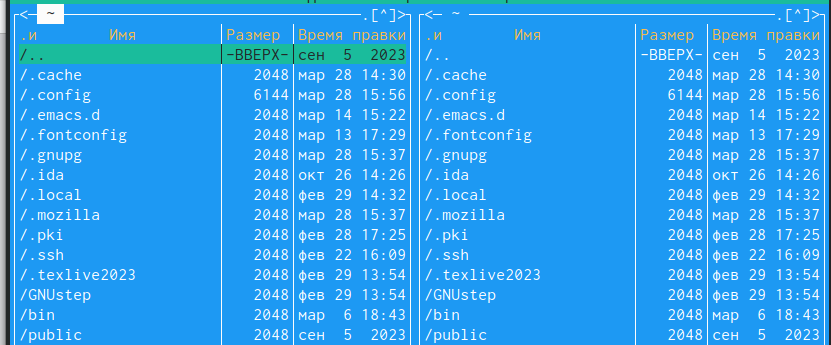 <─ ~ ─.[^]> <─ ~ ─.[^]>
.и Имя Размер Время правки .и Имя Размер Время правки
/.. -ВВЕРХ- сен 5 2023 /.. -ВВЕРХ- сен 5 2023
/.cache 2048 мар 28 14:30 /.cache 2048 мар 28 14:30
/.config 6144 мар 28 15:56 /.config 6144 мар 28 15:56
/.emacs.d 2048 мар 14 15:22 /.emacs.d 2048 мар 14 15:22
/.fontconfig 2048 мар 13 17:29 /.fontconfig 2048 мар 13 17:29
/.gnupg 2048 мар 28 15:37 /.gnupg 2048 мар 28 15:37
/.ida 2048 окт 26 14:26 /.ida 2048 окт 26 14:26
/.local 2048 фев 29 14:32 /.local 2048 фев 29 14:32
/.mozilla 2048 мар 28 15:37 /.mozilla 2048 мар 28 15:37
/.pki 2048 фев 28 17:25 /.pki 2048 фев 28 17:25
/.ssh 2048 фев 22 16:09 /.ssh 2048 фев 22 16:09
/.texlive2023 2048 фев 29 13:54 /.texlive2023 2048 фев 29 13:54
/GNUstep 2048 фев 29 13:54 /GNUstep 2048 фев 29 13:54
/bin 2048 мар 6 18:43 /bin 2048 мар 6 18:43
/public 2048 сен 5 2023 /public 2048 сен 5 2023